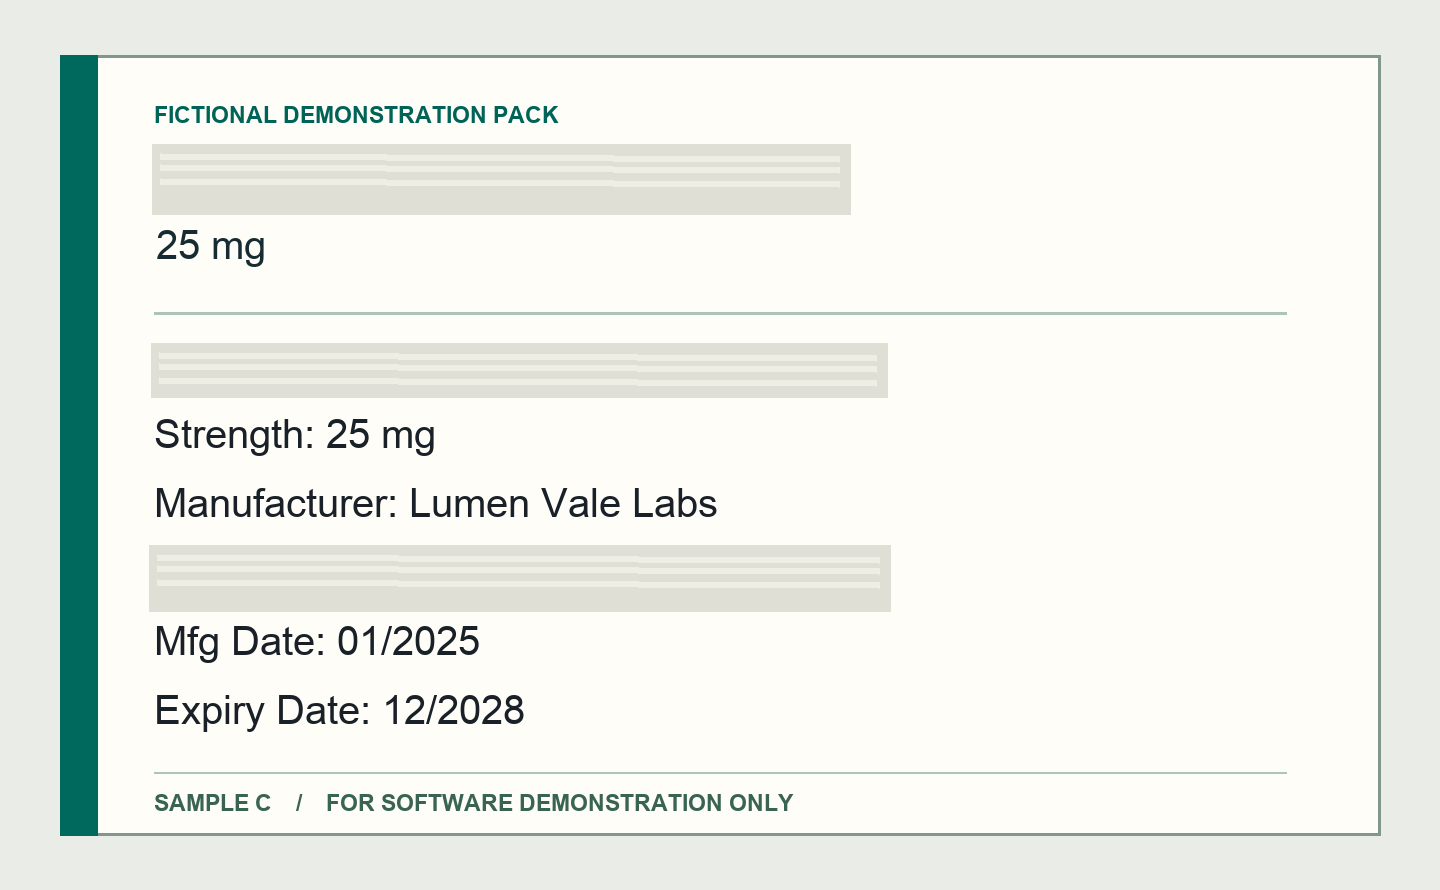 FICTIONAL DEMONSTRATION PACK
25 mg
Strength: 25 mg
Manufacturer: Lumen Vale Labs
Mfg Date: 01/2025
Expiry Date: 12/2028
SAMPLE C / FOR SOFTWARE DEMONSTRATION ONLY